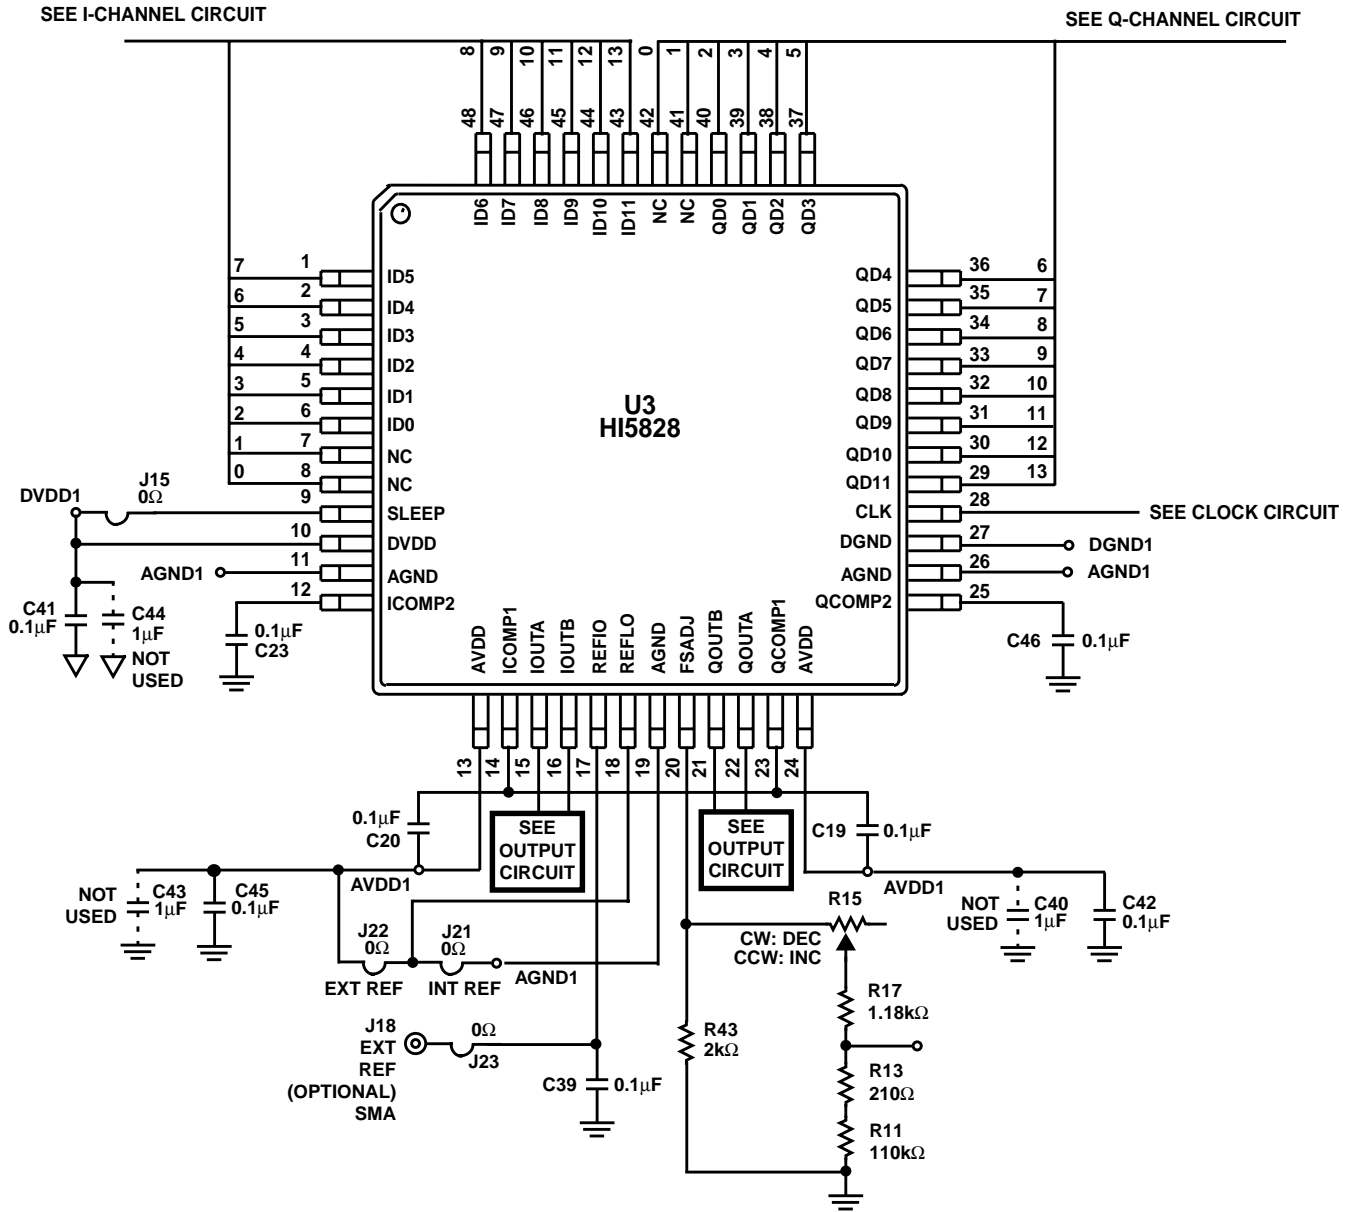 SEE I-CHANNEL CIRCUIT
SEE Q-CHANNEL CIRCUIT
8 9 10 11 12 13 0 1 2 3 4 5
48 47 46 45 44 43 42 41 40 39 38 37
ID6 ID7 ID8 ID9 ID10 ID11 NC NC QD0 QD1 QD2 QD3
7 1 ID5 QD4 36 6
6 2 ID4 QD5 35 7
5 3 ID3 QD6 34 8
4 4 ID2 QD7 33 9
3 5 ID1 QD8 32 10
2 6 ID0 QD9 31 11
1 7 NC QD10 30 12
0 8 NC QD11 29 13
U3
HI5828
DVDD1
J15
0Ω
9 SLEEP CLK 28 SEE CLOCK CIRCUIT
10 DVDD DGND 27 DGND1
AGND1 11 AGND AGND 26 AGND1
12 ICOMP2 QCOMP2 25
C41
0.1μF
C44
1μF
NOT
USED
0.1μF
C23
C46 0.1μF
AVDD ICOMP1 IOUTA IOUTB REFIO REFLO AGND FSADJ QOUTB QOUTA QCOMP1 AVDD
13 14 15 16 17 18 19 20 21 22 23 24
0.1μF
C20
SEE
OUTPUT
CIRCUIT
SEE
OUTPUT
CIRCUIT
C19 0.1μF
AVDD1
AVDD1
NOT
USED
C43
1μF
C45
0.1μF
NOT
USED
C40
1μF
C42
0.1μF
R15
CW: DEC
CCW: INC
J22
0Ω
J21
0Ω
EXT REF
INT REF
AGND1
R17
1.18kΩ
J18
EXT
REF
(OPTIONAL)
SMA
0Ω
J23
C39 0.1μF
R43
2kΩ
R13
210Ω
R11
110kΩ